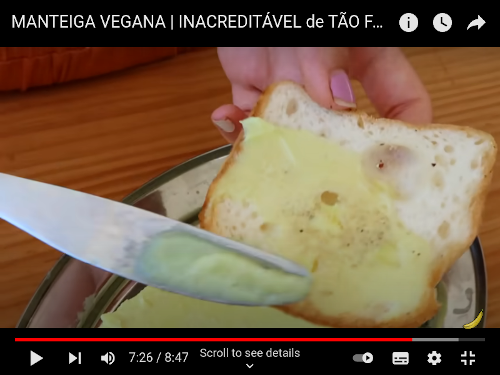 MANTEIGA VEGANA | INACREDITÁVEL de TÃO F...
7:26 / 8:47
Scroll to see details